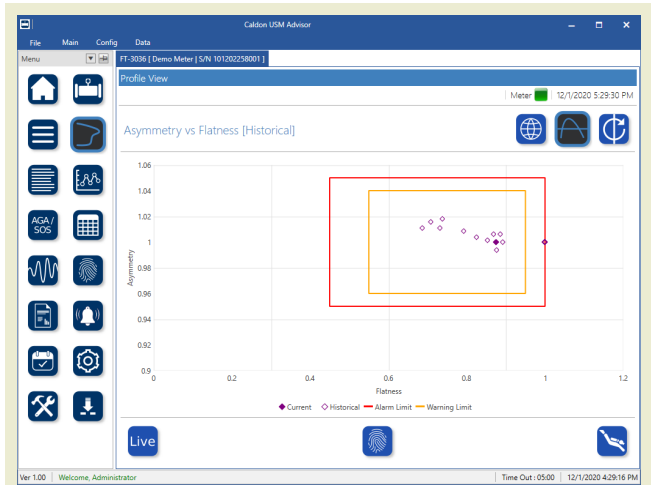 Caldon USM Advisor
File Main Config Data
Menu
FT-3036 [ Demo Meter | S/N 101202258001 ]
Profile View
Meter 12/1/2020 5:29:30 PM
Asymmetry vs Flatness [Historical]
AGA /
SOS
Asymmetry
1.06
1.04
1.02
1
0.98
0.96
0.94
0.92
0.9
0 0.2 0.4 0.6 0.8 1 1.2
Flatness
Current Historical Alarm Limit Warning Limit
Live
Ver 1.00 Welcome, Administrator Time Out : 05:00 12/1/2020 4:29:16 PM